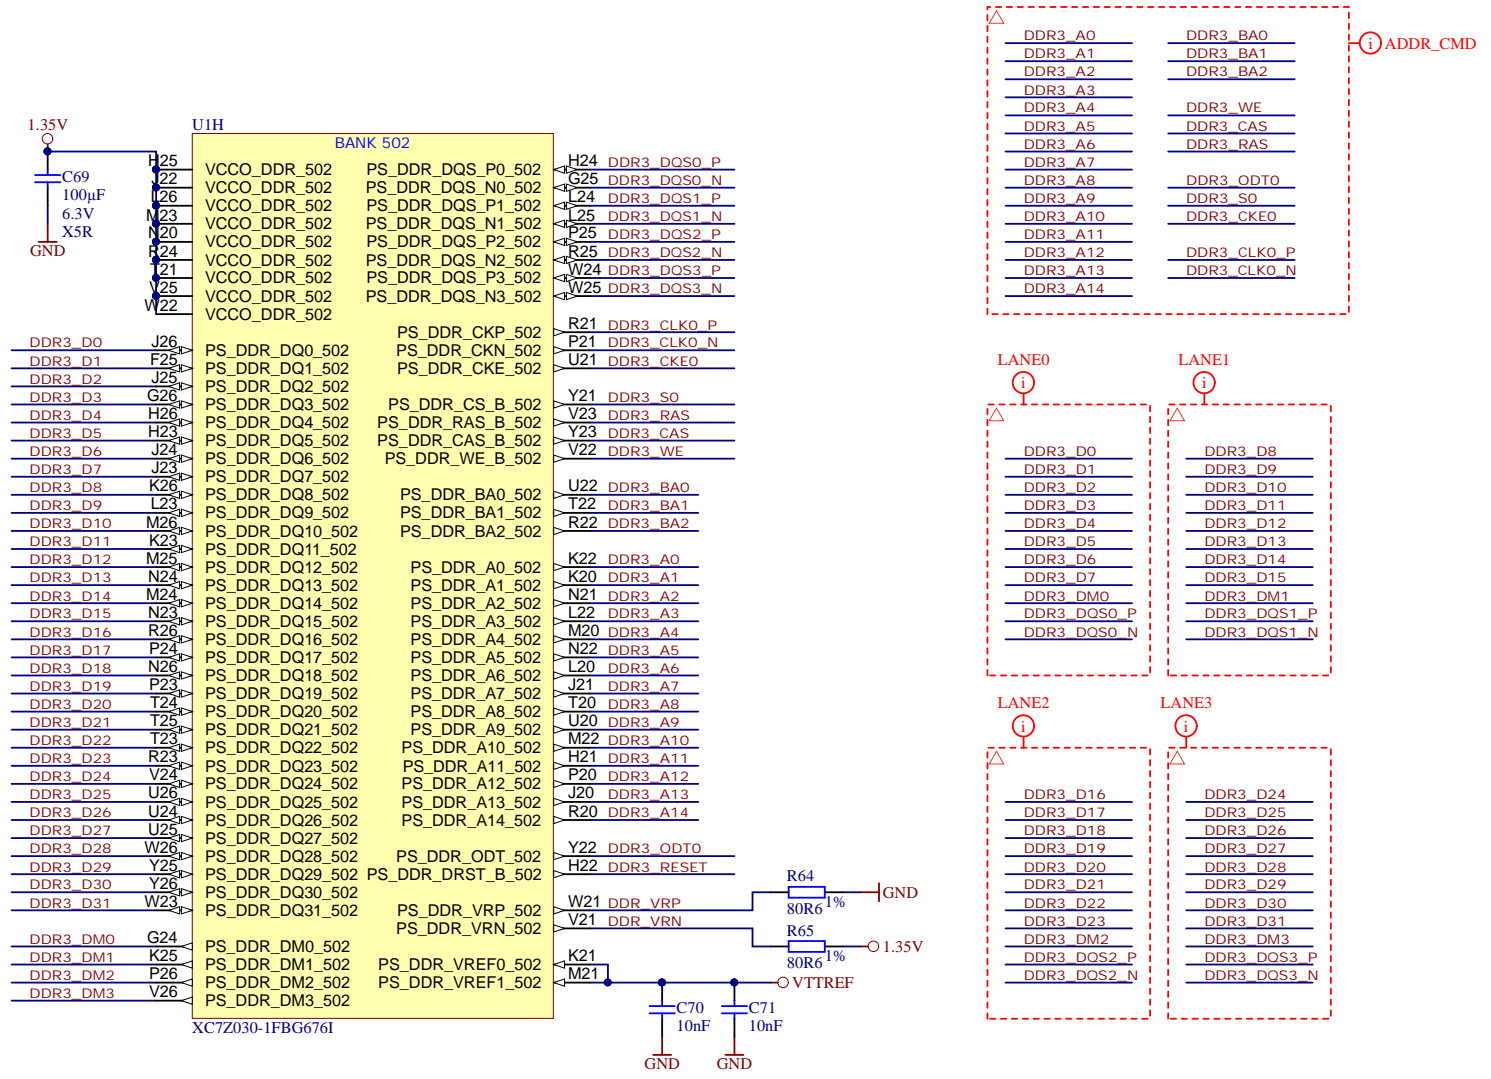 1.35V
C69
100µF
6.3V
X5R
GND
U1H
BANK 502
H25 VCCO_DDR_502
J22 VCCO_DDR_502
L26 VCCO_DDR_502
M23 VCCO_DDR_502
N20 VCCO_DDR_502
R24 VCCO_DDR_502
T21 VCCO_DDR_502
V25 VCCO_DDR_502
W22 VCCO_DDR_502
DDR3_D0 J26 PS_DDR_DQ0_502
DDR3_D1 F25 PS_DDR_DQ1_502
DDR3_D2 J25 PS_DDR_DQ2_502
DDR3_D3 G26 PS_DDR_DQ3_502
DDR3_D4 H26 PS_DDR_DQ4_502
DDR3_D5 H23 PS_DDR_DQ5_502
DDR3_D6 J24 PS_DDR_DQ6_502
DDR3_D7 J23 PS_DDR_DQ7_502
DDR3_D8 K26 PS_DDR_DQ8_502
DDR3_D9 L23 PS_DDR_DQ9_502
DDR3_D10 M26 PS_DDR_DQ10_502
DDR3_D11 K23 PS_DDR_DQ11_502
DDR3_D12 M25 PS_DDR_DQ12_502
DDR3_D13 N24 PS_DDR_DQ13_502
DDR3_D14 M24 PS_DDR_DQ14_502
DDR3_D15 N23 PS_DDR_DQ15_502
DDR3_D16 R26 PS_DDR_DQ16_502
DDR3_D17 P24 PS_DDR_DQ17_502
DDR3_D18 N26 PS_DDR_DQ18_502
DDR3_D19 P23 PS_DDR_DQ19_502
DDR3_D20 T24 PS_DDR_DQ20_502
DDR3_D21 T25 PS_DDR_DQ21_502
DDR3_D22 T23 PS_DDR_DQ22_502
DDR3_D23 R23 PS_DDR_DQ23_502
DDR3_D24 V24 PS_DDR_DQ24_502
DDR3_D25 U26 PS_DDR_DQ25_502
DDR3_D26 U24 PS_DDR_DQ26_502
DDR3_D27 U25 PS_DDR_DQ27_502
DDR3_D28 W26 PS_DDR_DQ28_502
DDR3_D29 Y25 PS_DDR_DQ29_502
DDR3_D30 Y26 PS_DDR_DQ30_502
DDR3_D31 W23 PS_DDR_DQ31_502
DDR3_DM0 G24 PS_DDR_DM0_502
DDR3_DM1 K25 PS_DDR_DM1_502
DDR3_DM2 P26 PS_DDR_DM2_502
DDR3_DM3 V26 PS_DDR_DM3_502
PS_DDR_DQS_P0_502 H24 DDR3_DQS0_P
PS_DDR_DQS_N0_502 G25 DDR3_DQS0_N
PS_DDR_DQS_P1_502 L24 DDR3_DQS1_P
PS_DDR_DQS_N1_502 L25 DDR3_DQS1_N
PS_DDR_DQS_P2_502 P25 DDR3_DQS2_P
PS_DDR_DQS_N2_502 R25 DDR3_DQS2_N
PS_DDR_DQS_P3_502 W24 DDR3_DQS3_P
PS_DDR_DQS_N3_502 W25 DDR3_DQS3_N
PS_DDR_CKP_502 R21 DDR3_CLK0_P
PS_DDR_CKN_502 P21 DDR3_CLK0_N
PS_DDR_CKE_502 U21 DDR3_CKE0
PS_DDR_CS_B_502 Y21 DDR3_S0
PS_DDR_RAS_B_502 V23 DDR3_RAS
PS_DDR_CAS_B_502 Y23 DDR3_CAS
PS_DDR_WE_B_502 V22 DDR3_WE
PS_DDR_BA0_502 U22 DDR3_BA0
PS_DDR_BA1_502 T22 DDR3_BA1
PS_DDR_BA2_502 R22 DDR3_BA2
PS_DDR_A0_502 K22 DDR3_A0
PS_DDR_A1_502 K20 DDR3_A1
PS_DDR_A2_502 N21 DDR3_A2
PS_DDR_A3_502 L22 DDR3_A3
PS_DDR_A4_502 M20 DDR3_A4
PS_DDR_A5_502 N22 DDR3_A5
PS_DDR_A6_502 L20 DDR3_A6
PS_DDR_A7_502 J21 DDR3_A7
PS_DDR_A8_502 T20 DDR3_A8
PS_DDR_A9_502 U20 DDR3_A9
PS_DDR_A10_502 M22 DDR3_A10
PS_DDR_A11_502 H21 DDR3_A11
PS_DDR_A12_502 P20 DDR3_A12
PS_DDR_A13_502 J20 DDR3_A13
PS_DDR_A14_502 R20 DDR3_A14
PS_DDR_ODT_502 Y22 DDR3_ODT0
PS_DDR_DRST_B_502 H22 DDR3_RESET
PS_DDR_VRP_502 W21 DDR_VRP
PS_DDR_VRN_502 V21 DDR_VRN
PS_DDR_VREF0_502 K21
PS_DDR_VREF1_502 M21
XC7Z030-1FBG676I
R64
80R6 1%
GND
R65
80R6 1%
1.35V
VTTREF
C70
10nF
GND
C71
10nF
GND
ADDR_CMD
i
DDR3_A0
DDR3_A1
DDR3_A2
DDR3_A3
DDR3_A4
DDR3_A5
DDR3_A6
DDR3_A7
DDR3_A8
DDR3_A9
DDR3_A10
DDR3_A11
DDR3_A12
DDR3_A13
DDR3_A14
DDR3_BA0
DDR3_BA1
DDR3_BA2
DDR3_WE
DDR3_CAS
DDR3_RAS
DDR3_ODT0
DDR3_S0
DDR3_CKE0
DDR3_CLK0_P
DDR3_CLK0_N
LANE0
i
DDR3_D0
DDR3_D1
DDR3_D2
DDR3_D3
DDR3_D4
DDR3_D5
DDR3_D6
DDR3_D7
DDR3_DM0
DDR3_DQS0_P
DDR3_DQS0_N
LANE1
i
DDR3_D8
DDR3_D9
DDR3_D10
DDR3_D11
DDR3_D12
DDR3_D13
DDR3_D14
DDR3_D15
DDR3_DM1
DDR3_DQS1_P
DDR3_DQS1_N
LANE2
i
DDR3_D16
DDR3_D17
DDR3_D18
DDR3_D19
DDR3_D20
DDR3_D21
DDR3_D22
DDR3_D23
DDR3_DM2
DDR3_DQS2_P
DDR3_DQS2_N
LANE3
i
DDR3_D24
DDR3_D25
DDR3_D26
DDR3_D27
DDR3_D28
DDR3_D29
DDR3_D30
DDR3_D31
DDR3_DM3
DDR3_DQS3_P
DDR3_DQS3_N